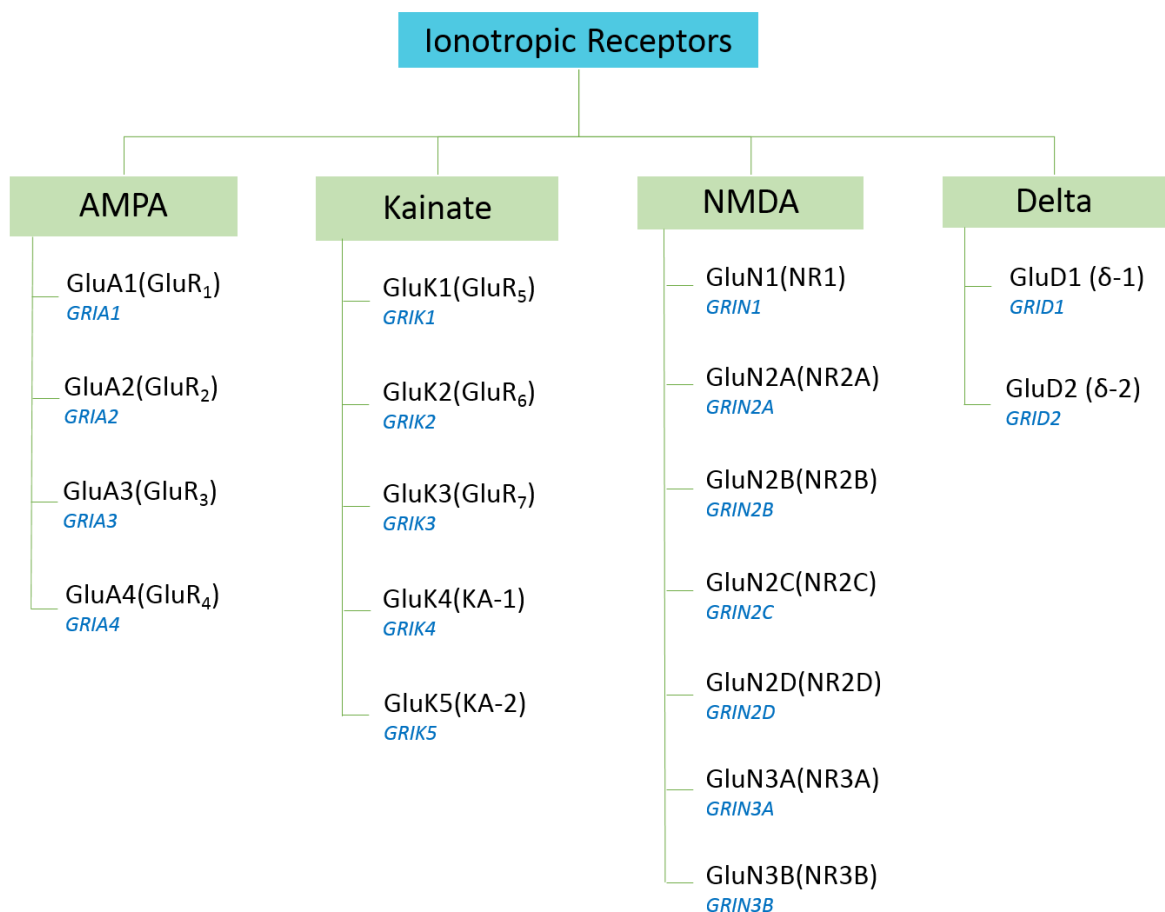 Ionotropic Receptors
AMPA
GluA1(GluR₁)
GRIA1
GluA2(GluR₂)
GRIA2
GluA3(GluR₃)
GRIA3
GluA4(GluR₄)
GRIA4
Kainate
GluK1(GluR₅)
GRIK1
GluK2(GluR₆)
GRIK2
GluK3(GluR₇)
GRIK3
GluK4(KA-1)
GRIK4
GluK5(KA-2)
GRIK5
NMDA
GluN1(NR1)
GRIN1
GluN2A(NR2A)
GRIN2A
GluN2B(NR2B)
GRIN2B
GluN2C(NR2C)
GRIN2C
GluN2D(NR2D)
GRIN2D
GluN3A(NR3A)
GRIN3A
GluN3B(NR3B)
GRIN3B
Delta
GluD1 (δ-1)
GRID1
GluD2 (δ-2)
GRID2